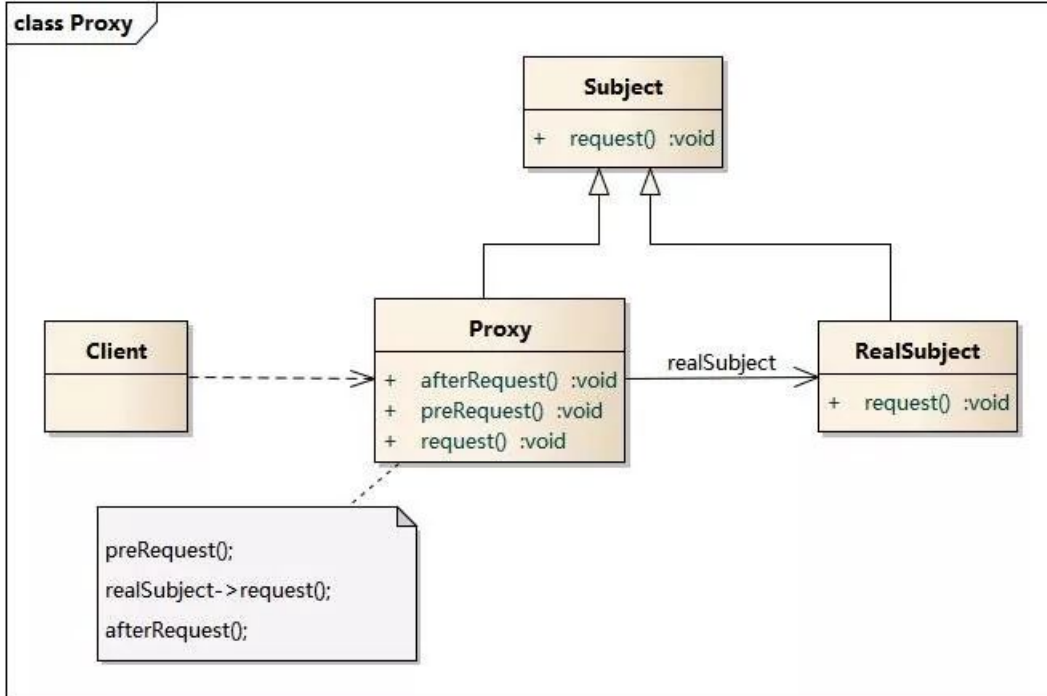 class Proxy
Subject
+ request() :void
Client
Proxy
+ afterRequest() :void
+ preRequest() :void
+ request() :void
realSubject
RealSubject
+ request() :void
preRequest();
realSubject->request();
afterRequest();